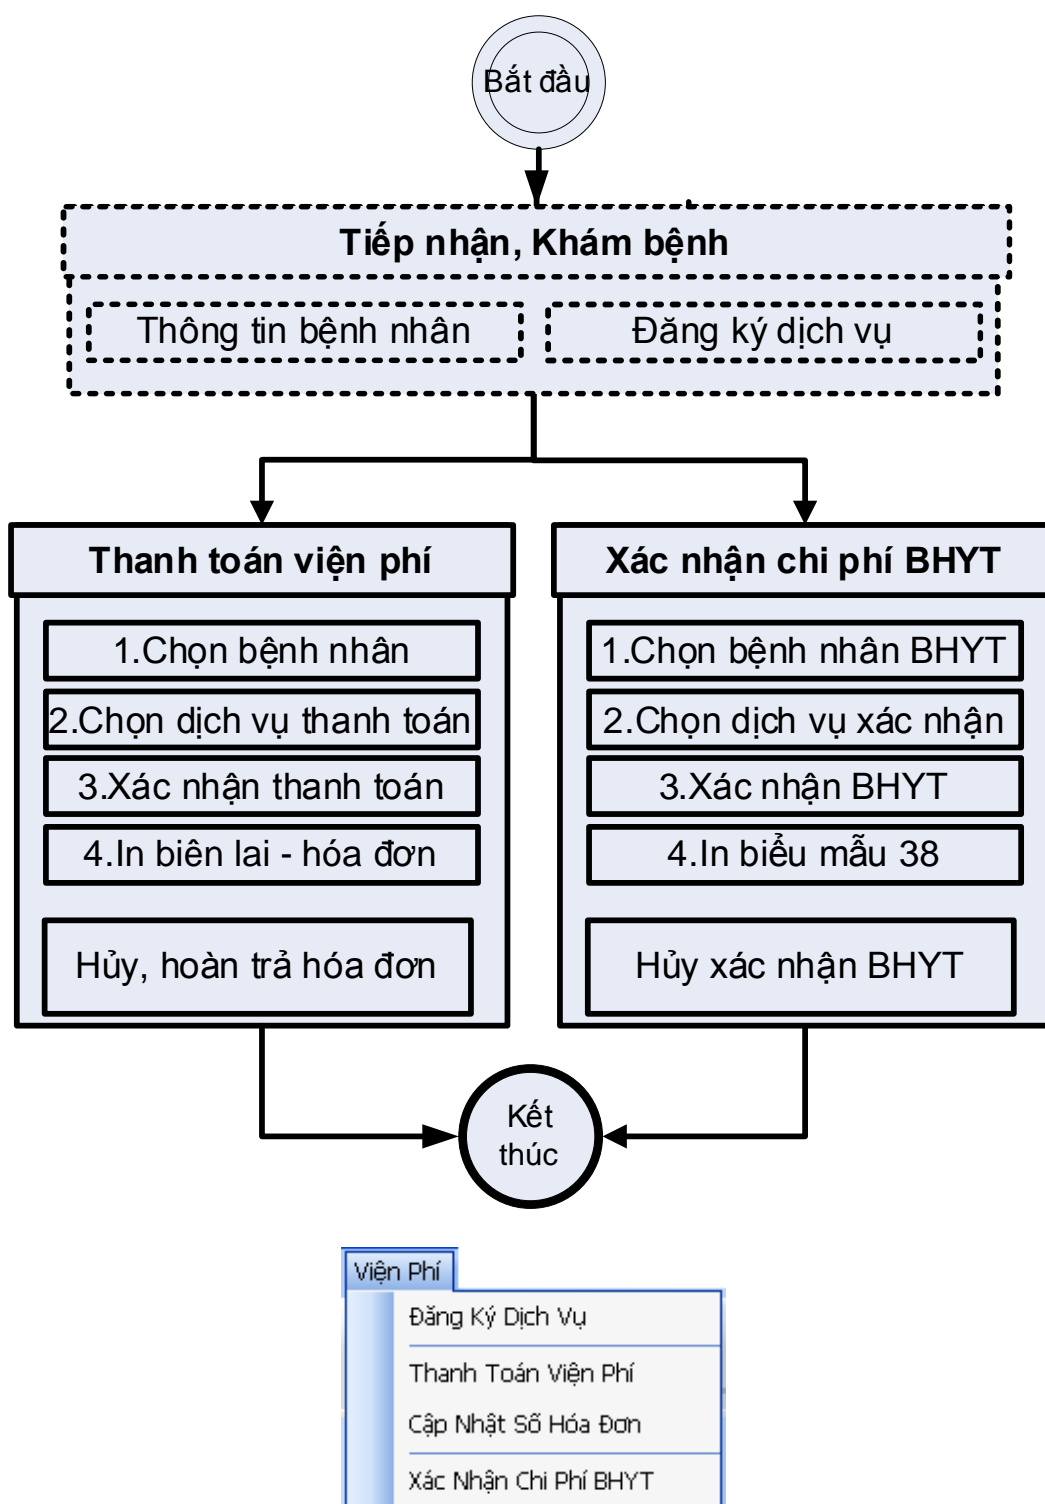 Bắt đầu
Tiếp nhận, Khám bệnh
Thông tin bệnh nhân
Đăng ký dịch vụ
Thanh toán viện phí
1.Chọn bệnh nhân
2.Chọn dịch vụ thanh toán
3.Xác nhận thanh toán
4.In biên lai - hóa đơn
Hủy, hoàn trả hóa đơn
Xác nhận chi phí BHYT
1.Chọn bệnh nhân BHYT
2.Chọn dịch vụ xác nhận
3.Xác nhận BHYT
4.In biểu mẫu 38
Hủy xác nhận BHYT
Kết
thúc
Viện Phí
Đăng Ký Dịch Vụ
Thanh Toán Viện Phí
Cập Nhật Số Hóa Đơn
Xác Nhận Chi Phí BHYT